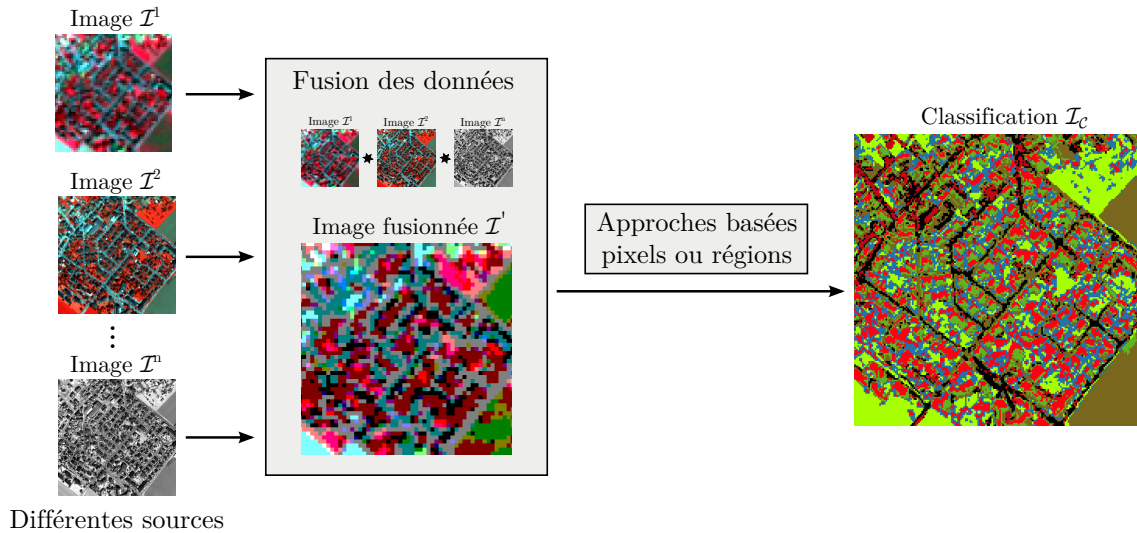 Image I¹
Image I²
Image Iⁿ
Différentes sources
Fusion des données
Image I¹
Image I²
Image Iⁿ
Image fusionnée I'
Approches basées
pixels ou régions
Classification I_C